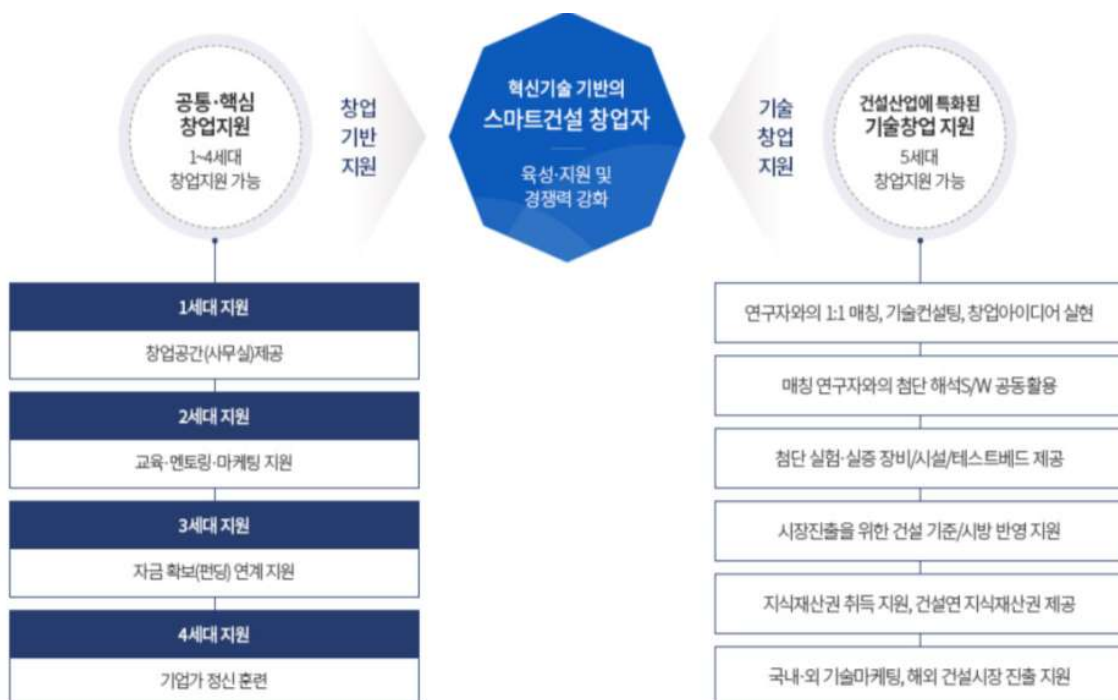 공통·핵심
창업지원
1~4세대
창업지원 가능
창업
기반
지원
혁신기술 기반의
스마트건설 창업자
육성·지원 및
경쟁력 강화
기술
창업
지원
건설산업에 특화된
기술창업 지원
5세대
창업지원 가능
1세대 지원
창업공간(사무실)제공
2세대 지원
교육·멘토링·마케팅 지원
3세대 지원
자금 확보(펀딩) 연계 지원
4세대 지원
기업가 정신 훈련
연구자와의 1:1 매칭, 기술컨설팅, 창업아이디어 실현
매칭 연구자와의 첨단 해석S/W 공동활용
첨단 실험·실증 장비/시설/테스트베드 제공
시장진출을 위한 건설 기준/시방 반영 지원
지식재산권 취득 지원, 건설연 지식재산권 제공
국내·외 기술마케팅, 해외 건설시장 진출 지원